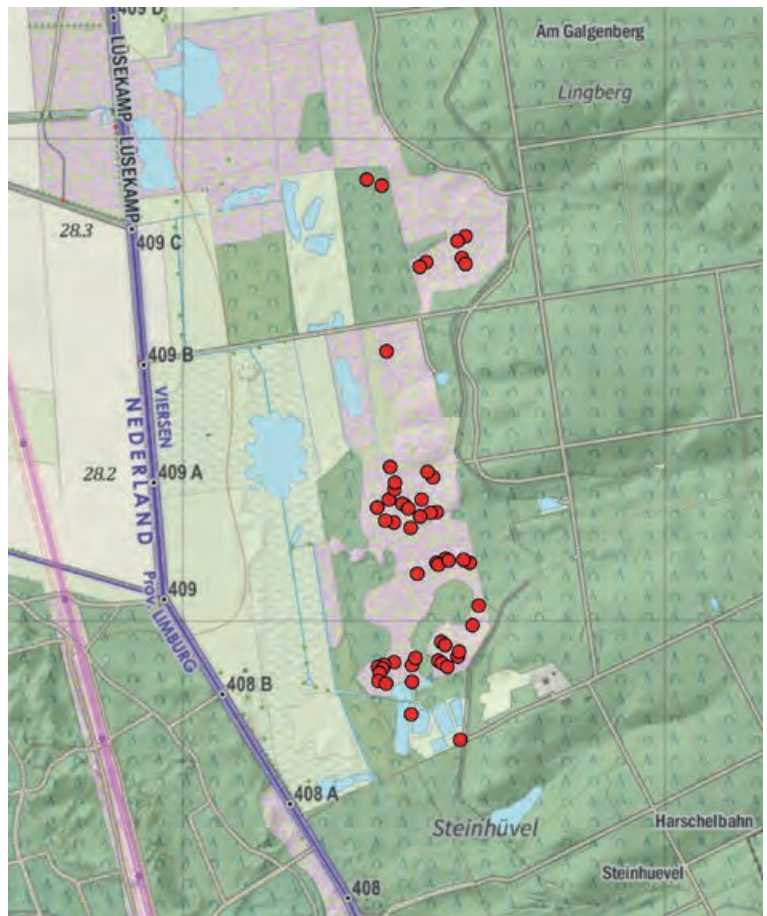 409 D
Am Galgenberg
Lingberg
LÜSEKAMP LÜSEKAMP
28.3
409 C
409 B
VIERSEN
NEDERLAND
28.2
409 A
409
Prov. LIMBURG
408 B
408 A
Steinhüvel
Harschelbahn
Steinhuevel
408